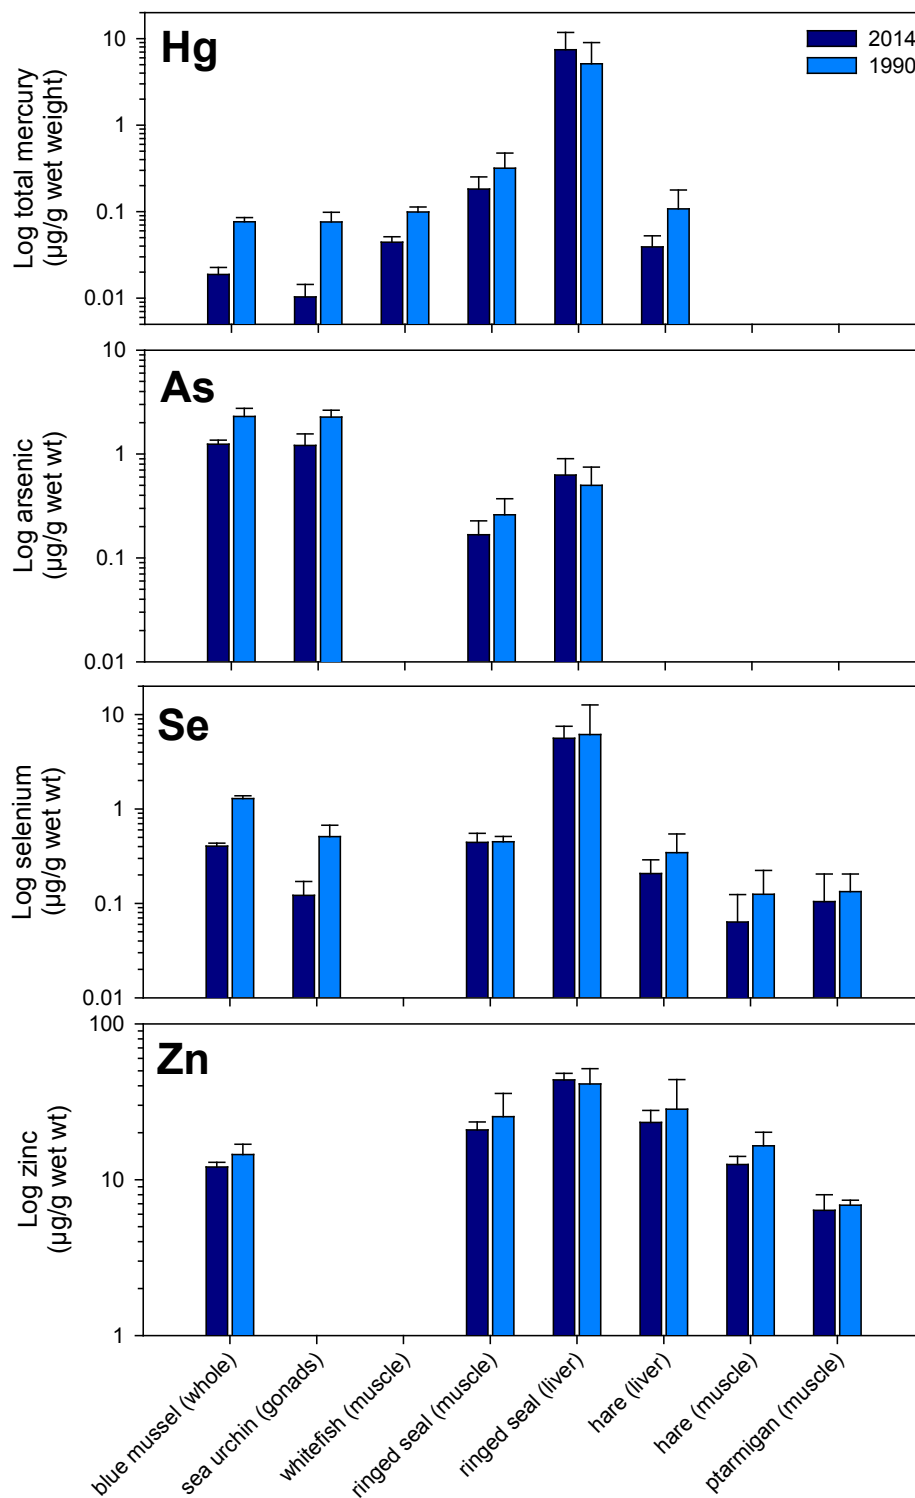 Hg
2014
1990
Log total mercury
(µg/g wet weight)
10
1
0.1
0.01
As
Log arsenic
(µg/g wet wt)
10
1
0.1
0.01
Se
Log selenium
(µg/g wet wt)
10
1
0.1
0.01
Zn
Log zinc
(µg/g wet wt)
100
10
1
blue mussel (whole)
sea urchin (gonads)
whitefish (muscle)
ringed seal (muscle)
ringed seal (liver)
hare (liver)
hare (muscle)
ptarmigan (muscle)